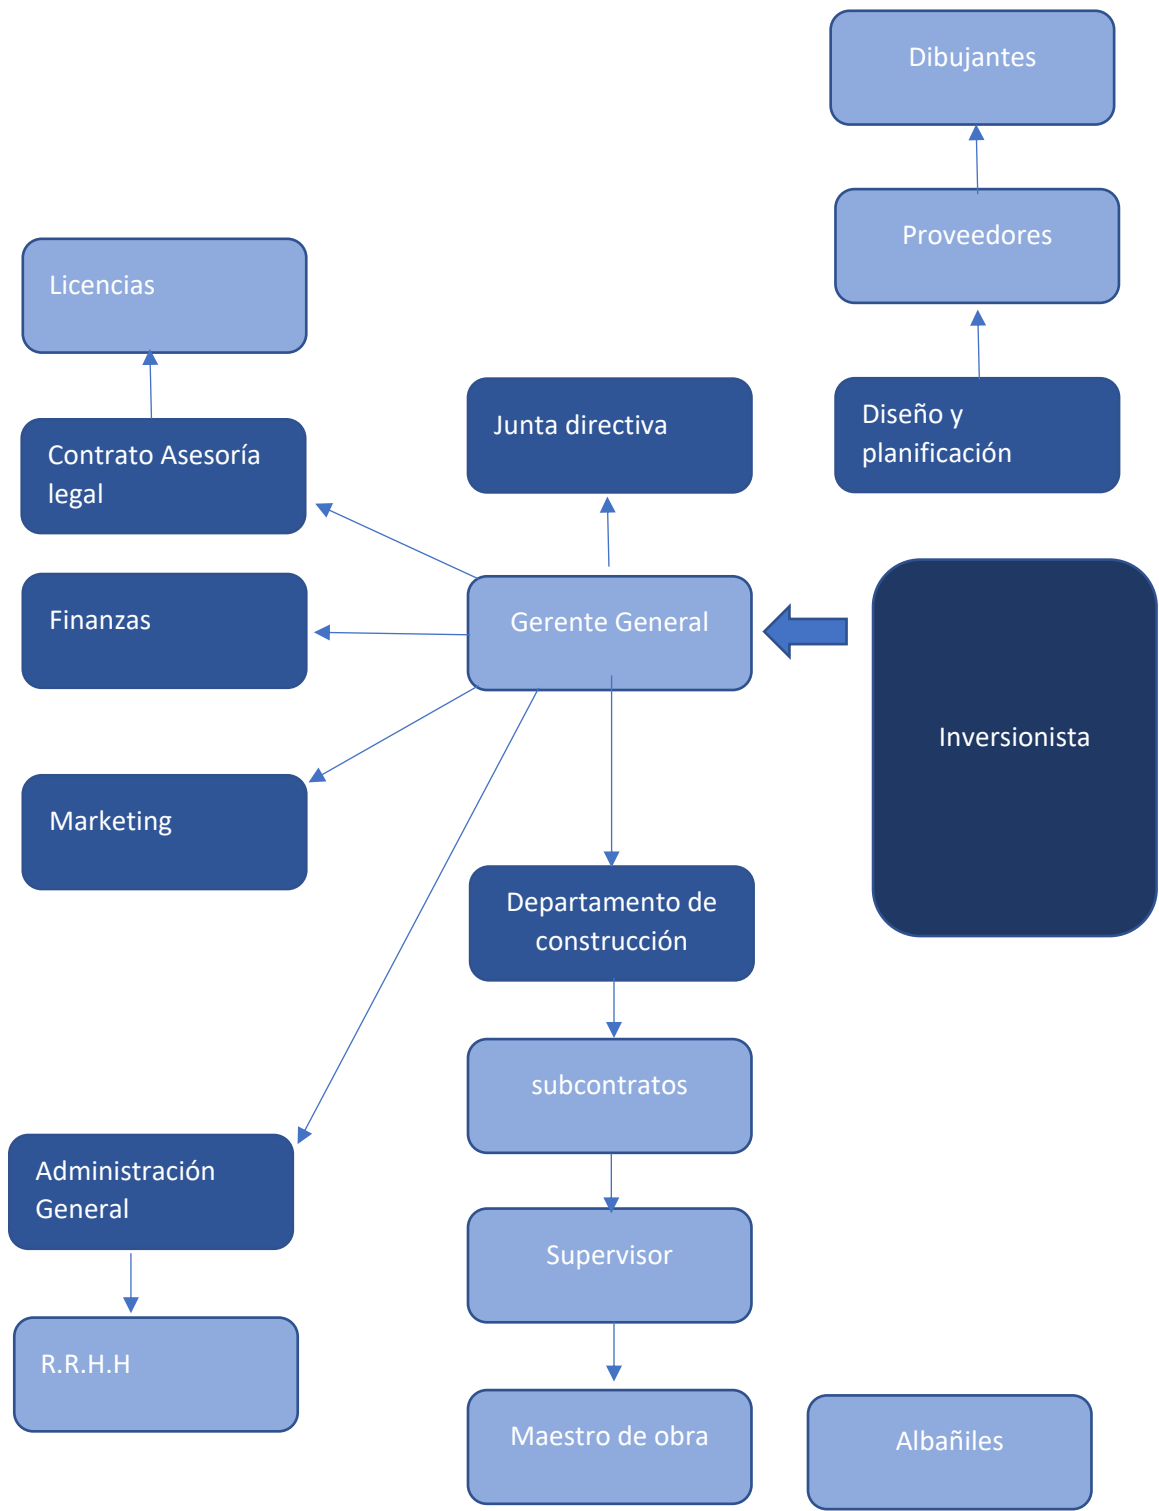 Dibujantes
Proveedores
Licencias
Junta directiva
Diseño y
planificación
Contrato Asesoría
legal
Finanzas
Gerente General
Inversionista
Marketing
Departamento de
construcción
subcontratos
Administración
General
Supervisor
R.R.H.H
Maestro de obra
Albañiles